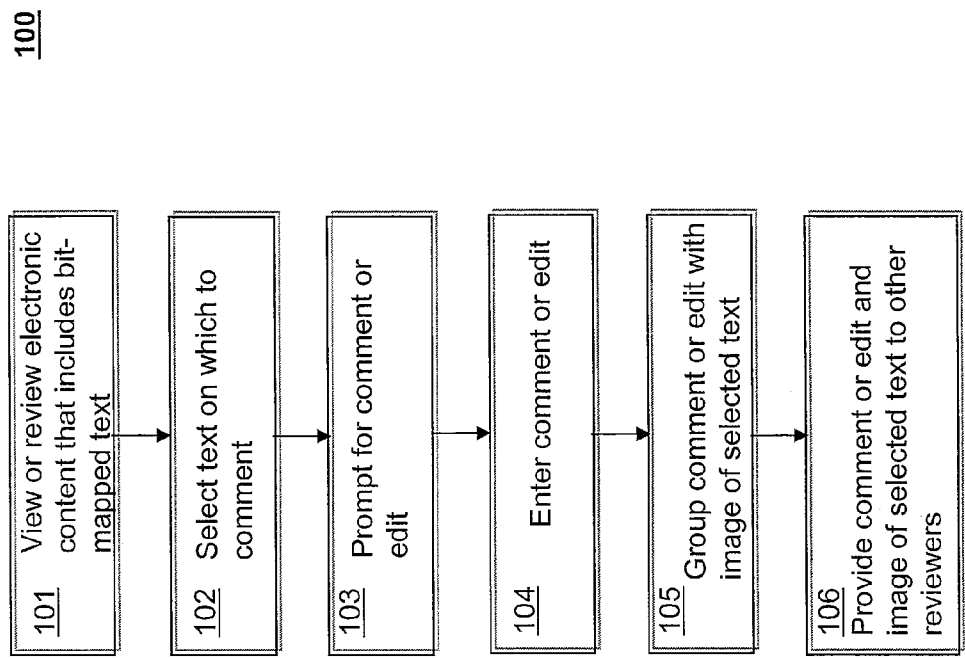 100
101
View or review electronic
content that includes bit-
mapped text
102
Select text on which to
comment
103
Prompt for comment or
edit
104
Enter comment or edit
105
Group comment or edit with
image of selected text
106
Provide comment or edit and
image of selected text to other
reviewers